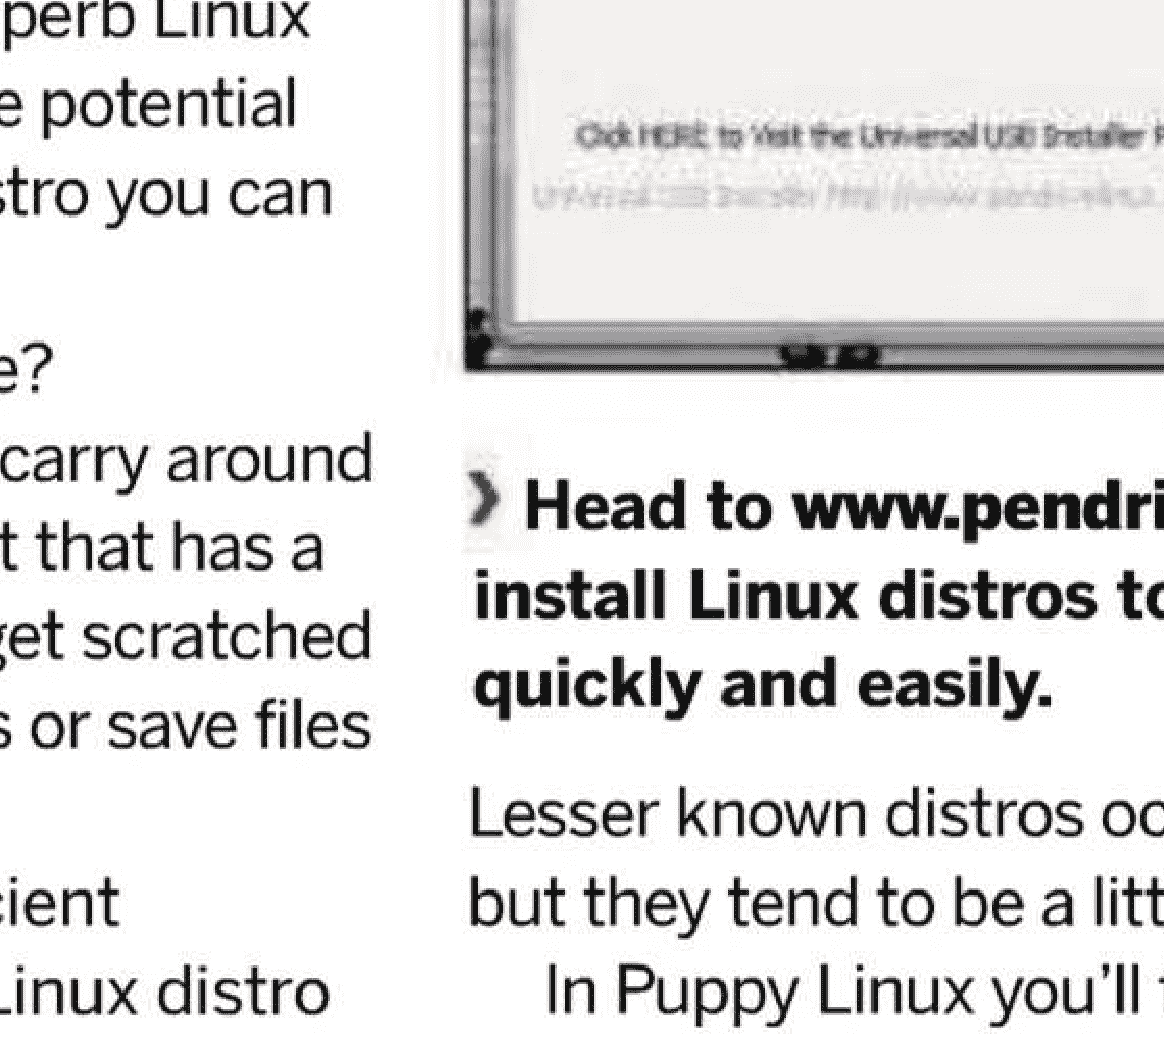 perb Linux
e potential
stro you can
e?
carry around
t that has a
get scratched
s or save files
cient
Linux distro
Click HERE to Visit the Universal USB Installer
› Head to www.pendri
install Linux distros to
quickly and easily.
Lesser known distros oc
but they tend to be a litt
In Puppy Linux you’ll f